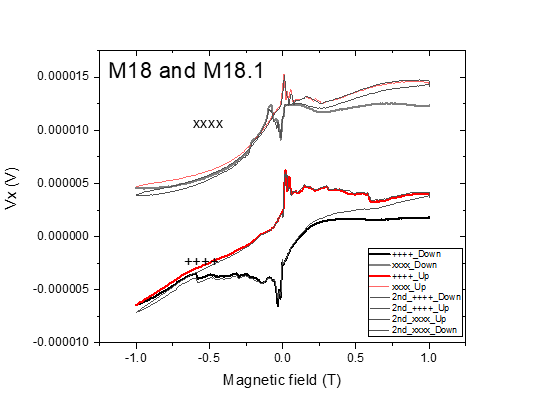 M18 and M18.1
0.000015
0.000010
0.000005
0.000000
-0.000005
-0.000010
Vx (V)
xxxx
++++
++++_Down
xxxx_Down
++++_Up
xxxx_Up
2nd_++++_Down
2nd_++++_Up
2nd_xxxx_Up
2nd_xxxx_Down
-1.0 -0.5 0.0 0.5 1.0
Magnetic field (T)